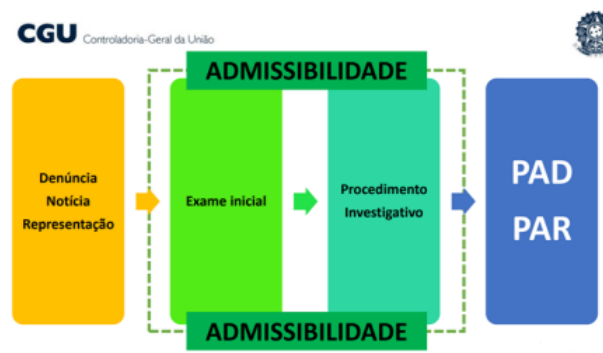 CGU Controladoria-Geral da União
ADMISSIBILIDADE
Denúncia
Notícia
Representação
Exame inicial
Procedimento
Investigativo
PAD
PAR
ADMISSIBILIDADE